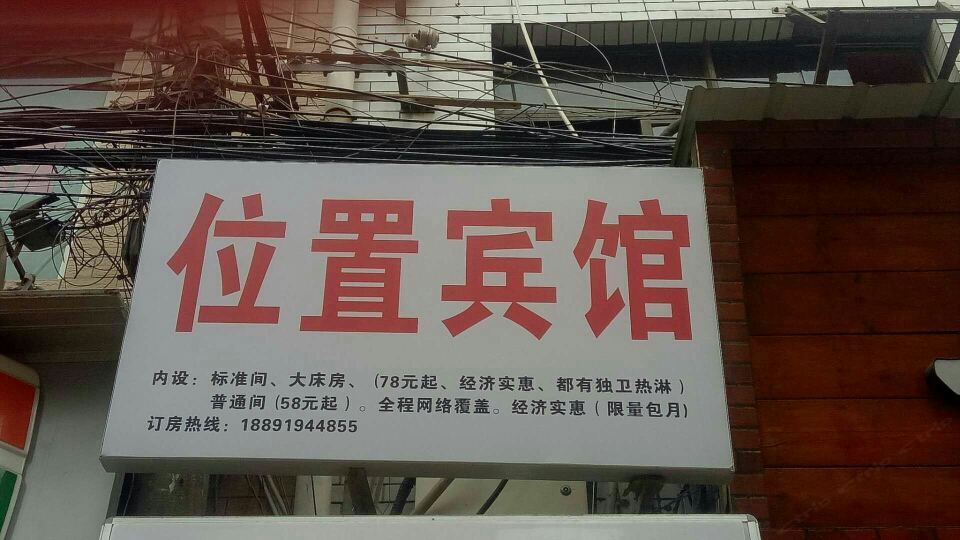 位置宾馆
内设：标准间、大床房、(78元起、经济实惠、都有独卫热淋)
普通间(58元起)。全程网络覆盖。经济实惠(限量包月)
订房热线：18891944855